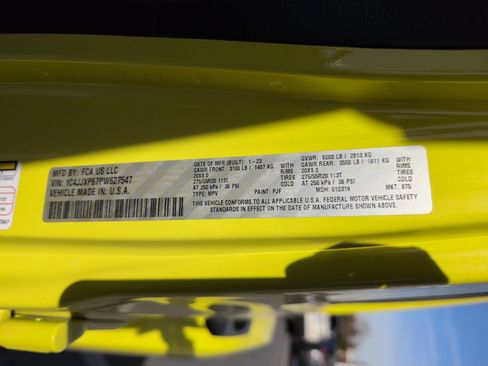 MFD BY: FCA US LLC
VIN: 1C4JJXP67PW627547
VEHICLE MADE IN: U.S.A.
DATE OF MFR (BUILT): 1-23
GAWR FRONT: 3100 LB / 1407 KG
RIMS
20X8.0
TIRES
275/55R20 113T
COLD
AT 250 kPa / 36 PSI
TYPE: MPV
PAINT: PJF
GVWR: 6200 LB / 2813 KG
GAWR REAR: 3550 LB / 1611 KG
RIMS
20X8.0
TIRES
275/55R20 113T
COLD
AT 250 kPa / 36 PSI
MDH: 010319
MKT: 875
THIS VEHICLE CONFORMS TO ALL APPLICABLE U.S.A. FEDERAL MOTOR VEHICLE SAFETY
STANDARDS IN EFFECT ON THE DATE OF MANUFACTURE SHOWN ABOVE.